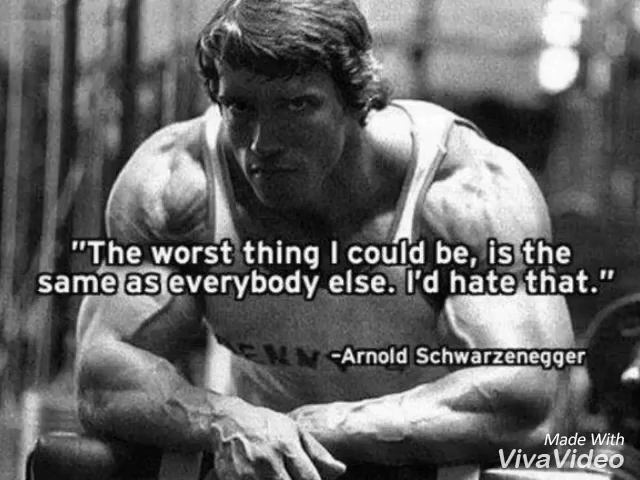 "The worst thing I could be, is the
same as everybody else. I'd hate that."
-Arnold Schwarzenegger
Made With
VivaVideo